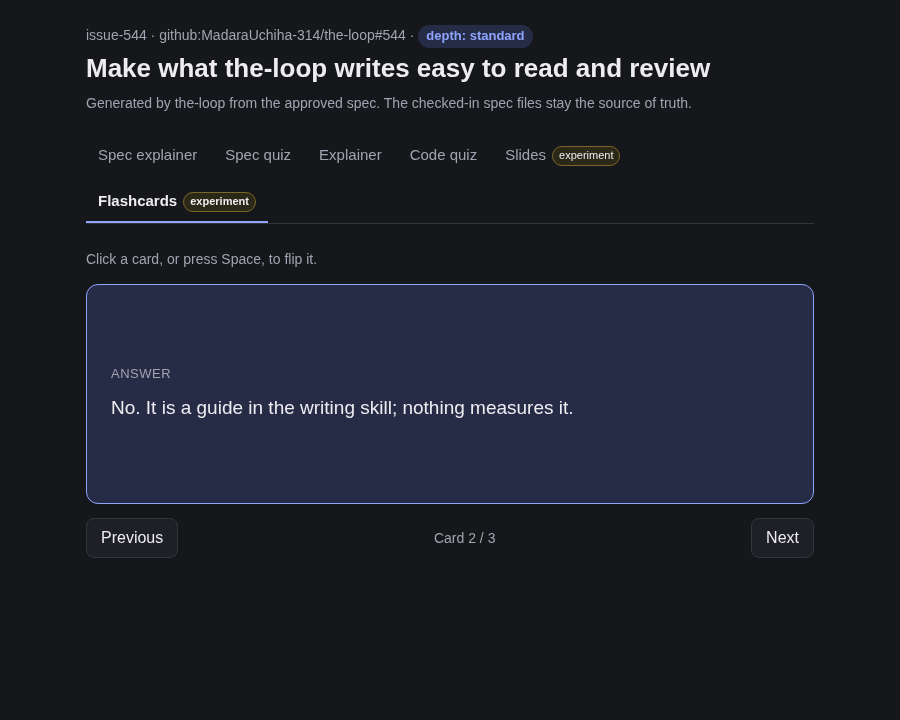 issue-544 · github:MadaraUchiha-314/the-loop#544 · depth: standard
Make what the-loop writes easy to read and review
Generated by the-loop from the approved spec. The checked-in spec files stay the source of truth.
Spec explainer Spec quiz Explainer Code quiz Slides experiment
Flashcards experiment
Click a card, or press Space, to flip it.
ANSWER
No. It is a guide in the writing skill; nothing measures it.
Previous Card 2 / 3 Next